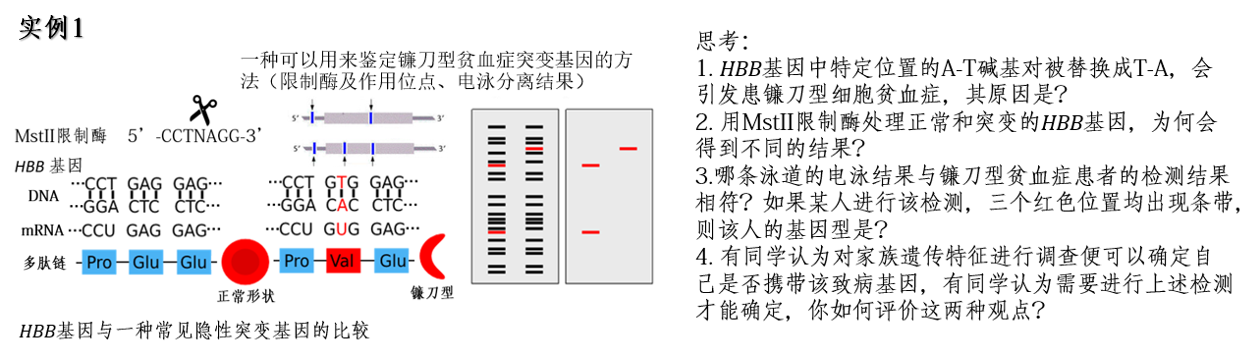 实例1
一种可以用来鉴定镰刀型贫血症突变基因的方
法（限制酶及作用位点、电泳分离结果）
MstII限制酶 5’ -CCTNAGG-3’
5’ 3’
5’ 3’
HBB 基因
DNA
···CCT GAG GAG···
···GGA CTC CTC···
mRNA ···CCU GAG GAG···
多肽链 Pro Glu Glu
正常形状
···CCT GTG GAG···
···GGA CAC CTC···
···CCU GUG GAG···
Pro Val Glu
镰刀型
HBB基因与一种常见隐性突变基因的比较
思考：
1. HBB基因中特定位置的A-T碱基对被替换成T-A，会
引发患镰刀型细胞贫血症，其原因是？
2. 用MstII限制酶处理正常和突变的HBB基因，为何会
得到不同的结果？
3.哪条泳道的电泳结果与镰刀型贫血症患者的检测结果
相符？如果某人进行该检测，三个红色位置均出现条带，
则该人的基因型是？
4. 有同学认为对家族遗传特征进行调查便可以确定自
己是否携带该致病基因，有同学认为需要进行上述检测
才能确定，你如何评价这两种观点？